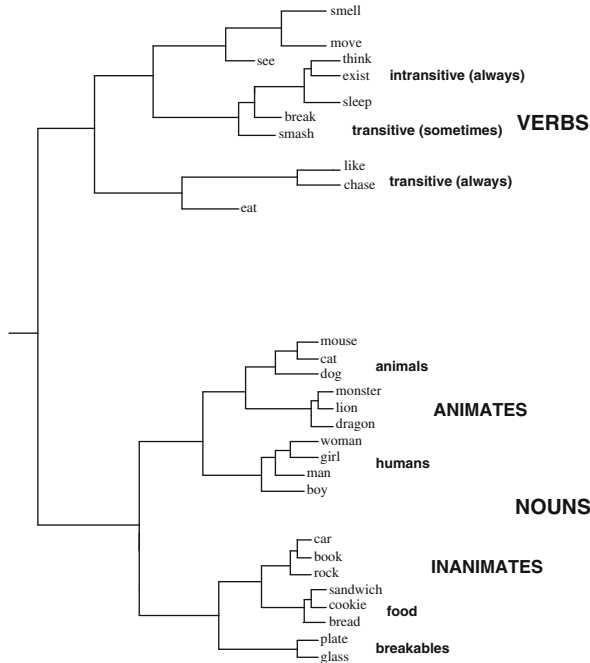 smell
move
see
think
exist
intransitive (always)
sleep
break
smash
transitive (sometimes)
VERBS
like
chase
transitive (always)
eat
mouse
cat
animals
dog
monster
lion
ANIMATES
dragon
woman
girl
humans
man
boy
NOUNS
car
book
INANIMATES
rock
sandwich
cookie
food
bread
plate
breakables
glass